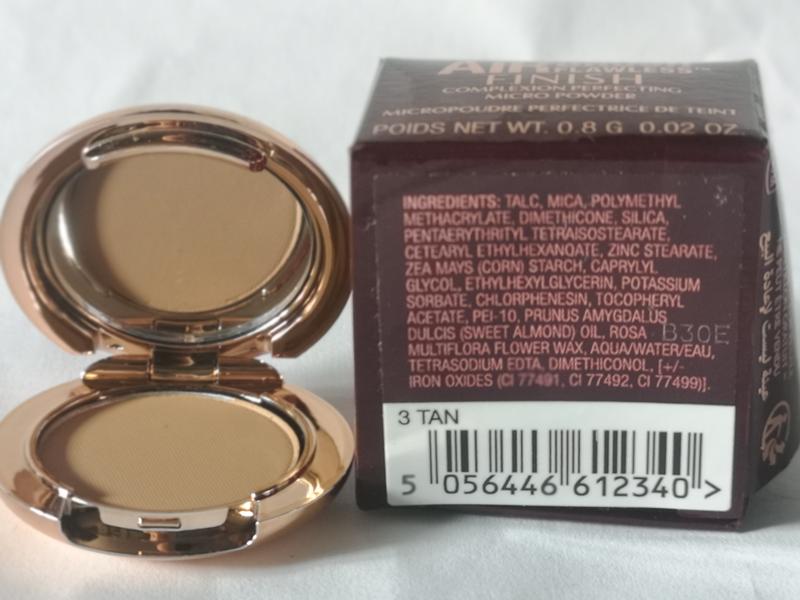 & FLAWLESS™
FINISH
COMPLEXION PERFECTING
MICRO POWDER
MICROPOUDRE PERFECTRICE DE TEINT
POIDS NET WT. 0.8 G 0.02 OZ
INGREDIENTS: TALC, MICA, POLYMETHYL
METHACRYLATE, DIMETHICONE, SILICA,
PENTAERYTHRITYL TETRAISOSTEARATE,
CETEARYL ETHYLHEXANOATE, ZINC STEARATE,
ZEA MAYS (CORN) STARCH, CAPRYLYL
GLYCOL, ETHYLHEXYLGLYCERIN, POTASSIUM
SORBATE, CHLORPHENESIN, TOCOPHERYL
ACETATE, PEI-10, PRUNUS AMYGDALUS
DULCIS (SWEET ALMOND) OIL, ROSA B30E
MULTIFLORA FLOWER WAX, AQUA/WATER/EAU,
TETRASODIUM EDTA, DIMETHICONOL, [+/-
IRON OXIDES (CI 77491, CI 77492, CI 77499)].
3 TAN
5 056446 612340 >